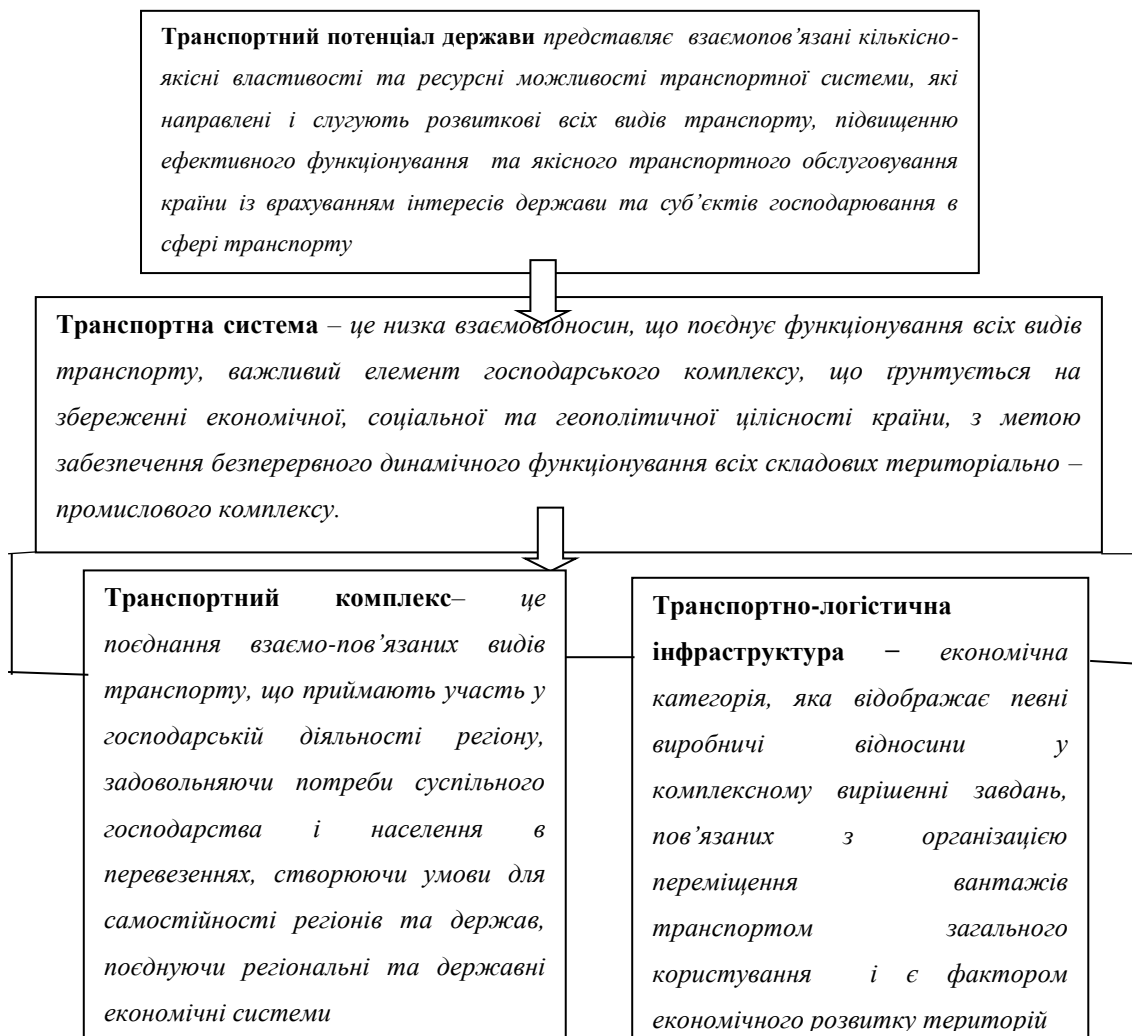 Транспортний потенціал держави представляє взаємопов’язані кількісно-
якісні властивості та ресурсні можливості транспортної системи, які
направлені і слугують розвиткові всіх видів транспорту, підвищенню
ефективного функціонування та якісного транспортного обслуговування
країни із врахуванням інтересів держави та суб’єктів господарювання в
сфері транспорту
Транспортна система – це низка взаємовідносин, що поєднує функціонування всіх видів
транспорту, важливий елемент господарського комплексу, що ґрунтується на
збереженні економічної, соціальної та геополітичної цілісності країни, з метою
забезпечення безперервного динамічного функціонування всіх складових територіально –
промислового комплексу.
Транспортний комплекс– це
поєднання взаємо-пов’язаних видів
транспорту, що приймають участь у
господарській діяльності регіону,
задовольняючи потреби суспільного
господарства і населення в
перевезеннях, створюючи умови для
самостійності регіонів та держав,
поєднуючи регіональні та державні
економічні системи
Транспортно-логістична
інфраструктура – економічна
категорія, яка відображає певні
виробничі відносини у
комплексному вирішенні завдань,
пов’язаних з організацією
переміщення вантажів
транспортом загального
користування і є фактором
економічного розвитку територій